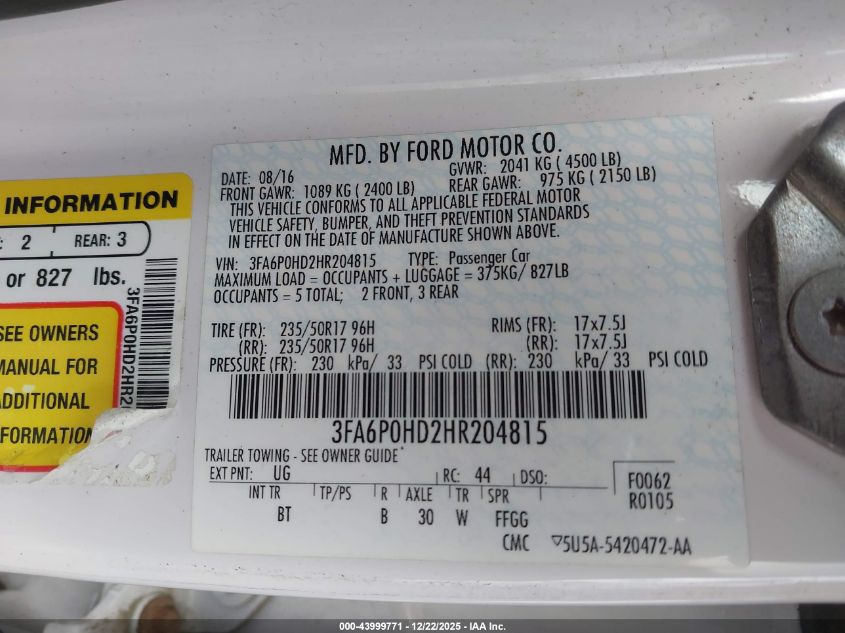 INFORMATION
: 2 REAR: 3
or 827 lbs.
SEE OWNERS
MANUAL FOR
ADDITIONAL
FORMATION
3FA6P0HD2HR2
MFD. BY FORD MOTOR CO.
DATE: 08/16 GVWR: 2041 KG ( 4500 LB)
FRONT GAWR: 1089 KG ( 2400 LB) REAR GAWR: 975 KG ( 2150 LB)
THIS VEHICLE CONFORMS TO ALL APPLICABLE FEDERAL MOTOR
VEHICLE SAFETY, BUMPER, AND THEFT PREVENTION STANDARDS
IN EFFECT ON THE DATE OF MANUFACTURE SHOWN ABOVE.
VIN: 3FA6P0HD2HR204815 TYPE: Passenger Car
MAXIMUM LOAD = OCCUPANTS + LUGGAGE = 375KG/ 827LB
OCCUPANTS = 5 TOTAL; 2 FRONT, 3 REAR
TIRE (FR): 235/50R17 96H RIMS (FR): 17x7.5J
(RR): 235/50R17 96H (RR): 17x7.5J
PRESSURE (FR): 230 kPa/ 33 PSI COLD (RR): 230 kPa/ 33 PSI COLD
3FA6P0HD2HR204815
TRAILER TOWING - SEE OWNER GUIDE
EXT PNT: UG RC: 44 DSO: F0062
INT TR TP/PS R AXLE TR SPR R0105
BT B 30 W FFGG
CMC ▽5U5A-5420472-AA
000-43999771 - 12/22/2025 - IAA Inc.